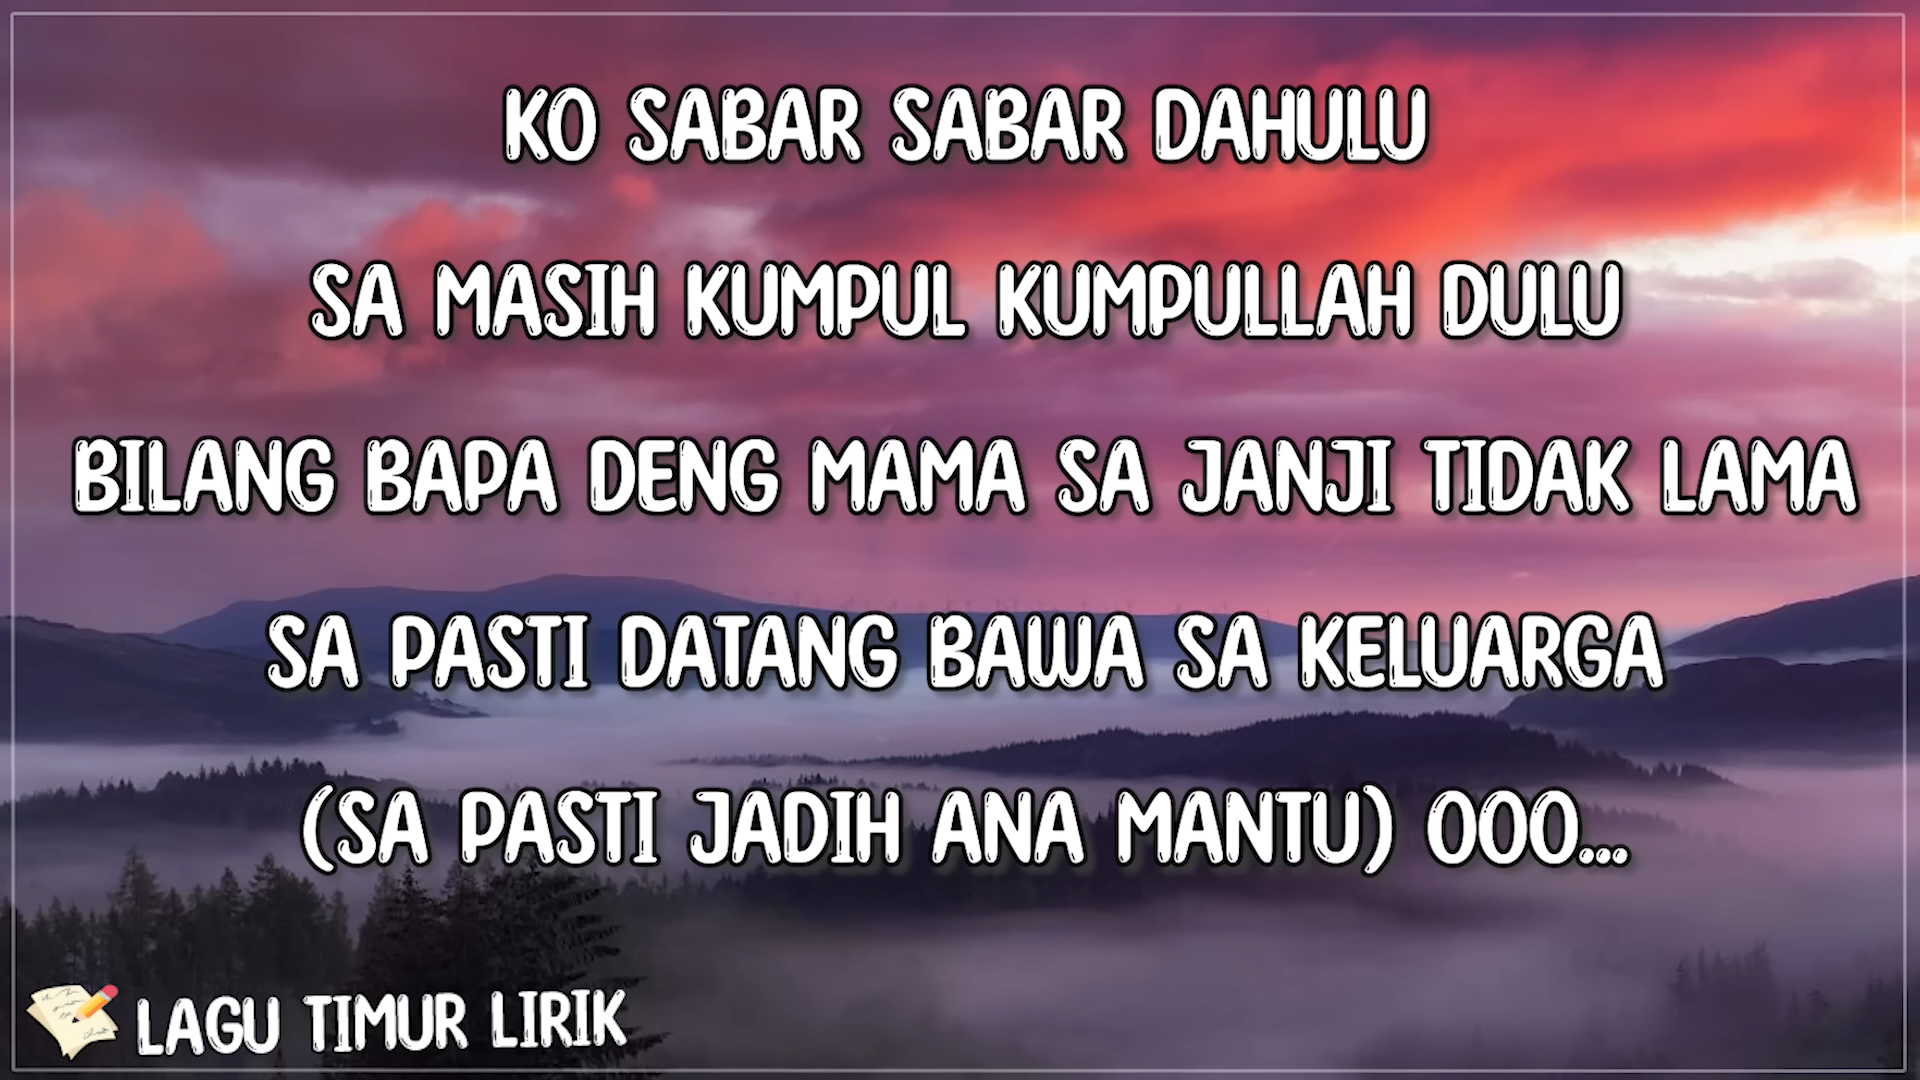 KO SABAR SABAR DAHULU
SA MASIH KUMPUL KUMPULLAH DULU
BILANG BAPA DENG MAMA SA JANJI TIDAK LAMA
SA PASTI DATANG BAWA SA KELUARGA
(SA PASTI JADIH ANA MANTU) OOO...
LAGU TIMUR LIRIK